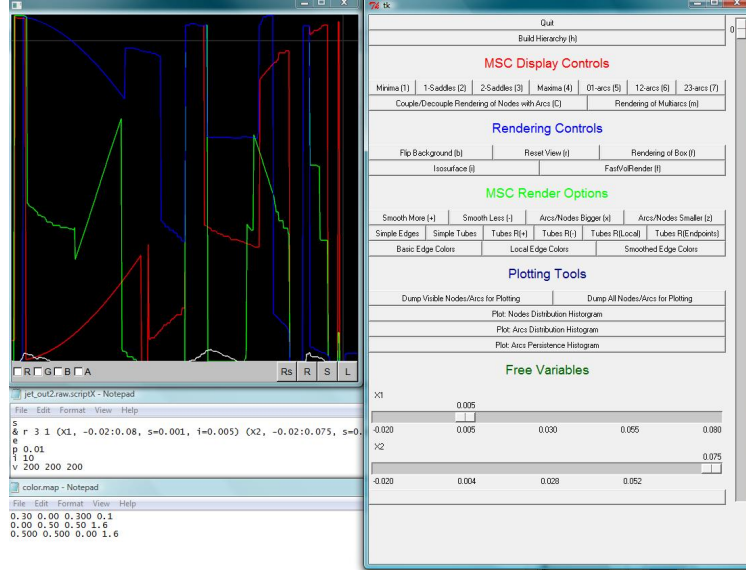 tk
Quit
0
Build Hierarchy (h)
MSC Display Controls
Minima (1) 1-Saddles (2) 2-Saddles (3) Maxima (4) 01-arcs (5) 12-arcs (6) 23-arcs (7)
Couple/Decouple Rendering of Nodes with Arcs (C) Rendering of Multiarcs (m)
Rendering Controls
Flip Background (b) Reset View (r) Rendering of Box (f)
Isosurface (i) FastVolRender (f)
MSC Render Options
Smooth More (+) Smooth Less (-) Arcs/Nodes Bigger (x) Arcs/Nodes Smaller (z)
Simple Edges Simple Tubes Tubes R(+) Tubes R(-) Tubes R(Local) Tubes R(Endpoints)
Basic Edge Colors Local Edge Colors Smoothed Edge Colors
Plotting Tools
Dump Visible Nodes/Arcs for Plotting Dump All Nodes/Arcs for Plotting
Plot: Nodes Distribution Histogram
Plot: Arcs Distribution Histogram
Plot: Arcs Persistence Histogram
Free Variables
X1
0.005
-0.020 0.005 0.030 0.055 0.080
X2
0.075
-0.020 0.004 0.028 0.052
R G B A Rs R S L
jet_out2.raw.scriptX - Notepad
File Edit Format View Help
s
& r 3 1 (X1, -0.02:0.08, s=0.001, i=0.005) (X2, -0.02:0.075, s=0.
e
p 0.01
i 10
v 200 200 200
color.map - Notepad
File Edit Format View Help
0.30 0.00 0.300 0.1
0.00 0.50 0.50 1.6
0.500 0.500 0.00 1.6